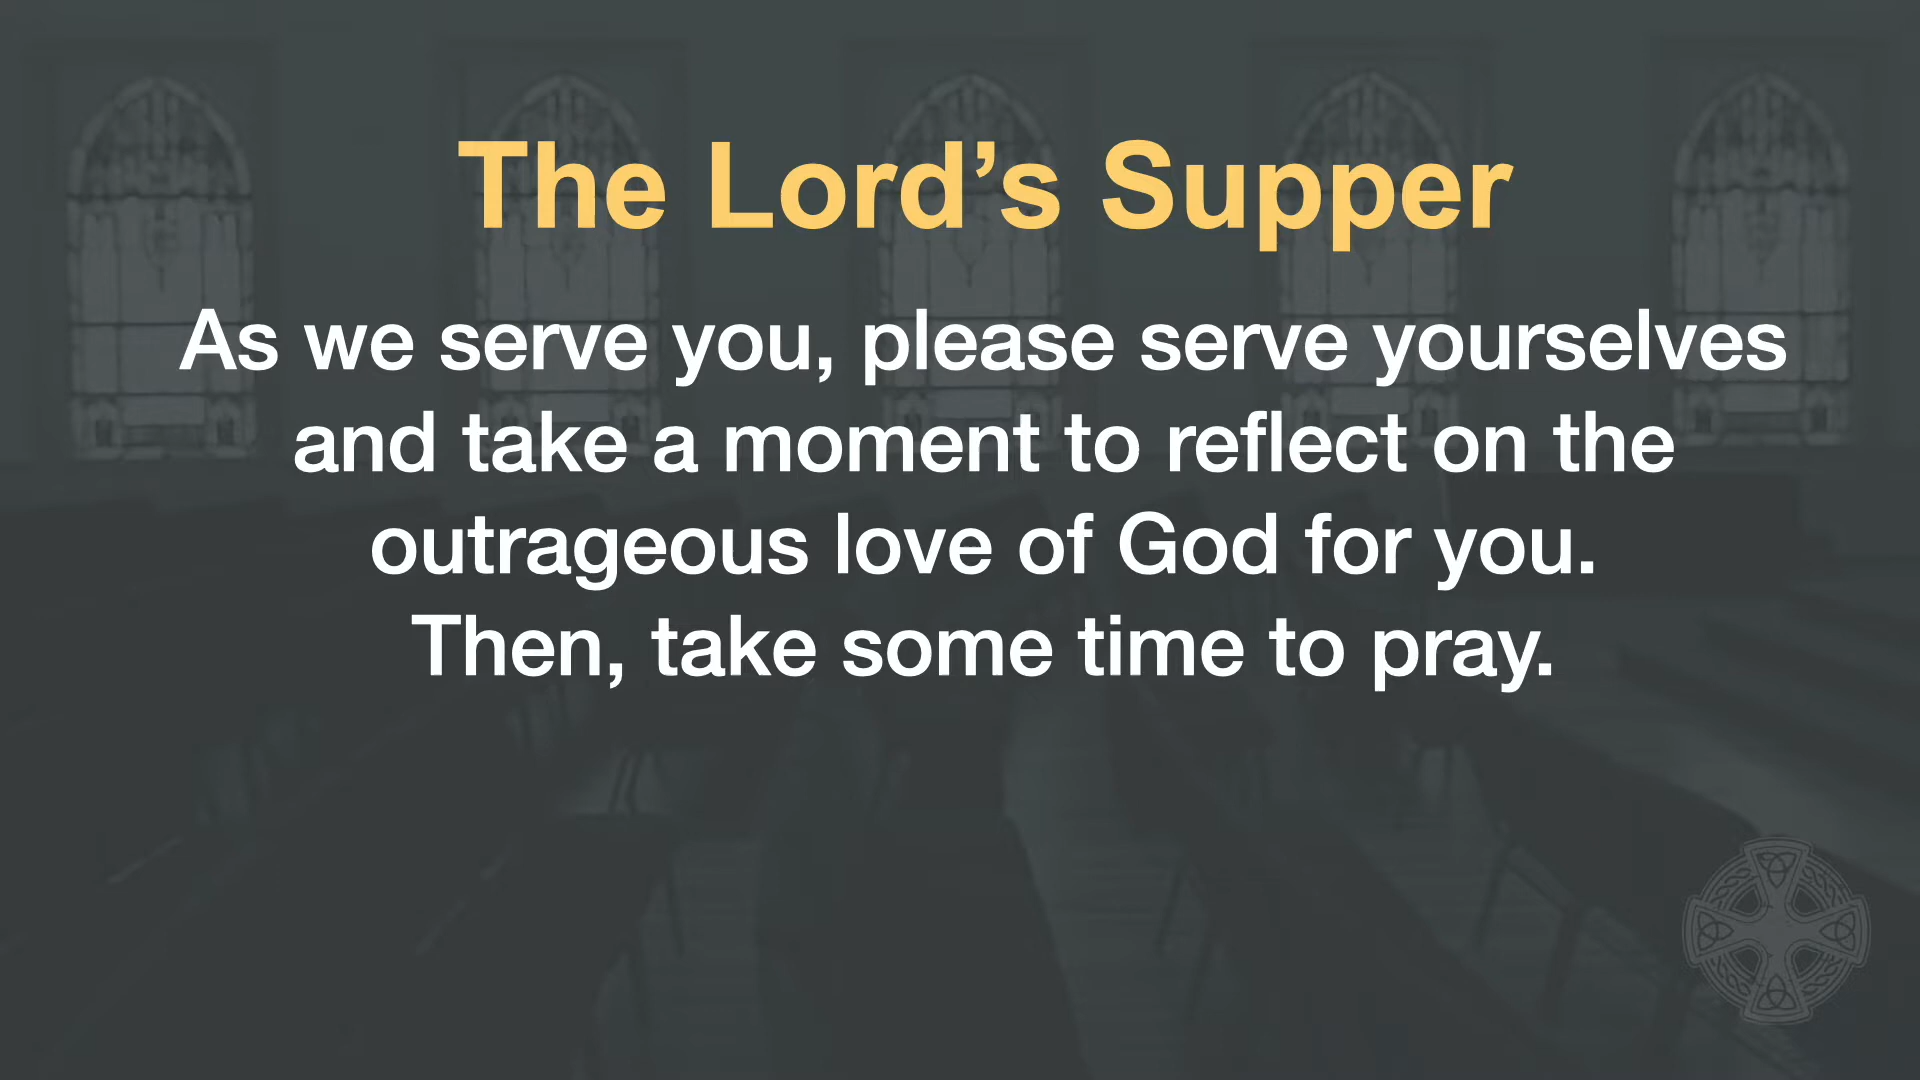 The Lord’s Supper
As we serve you, please serve yourselves
and take a moment to reflect on the
outrageous love of God for you.
Then, take some time to pray.